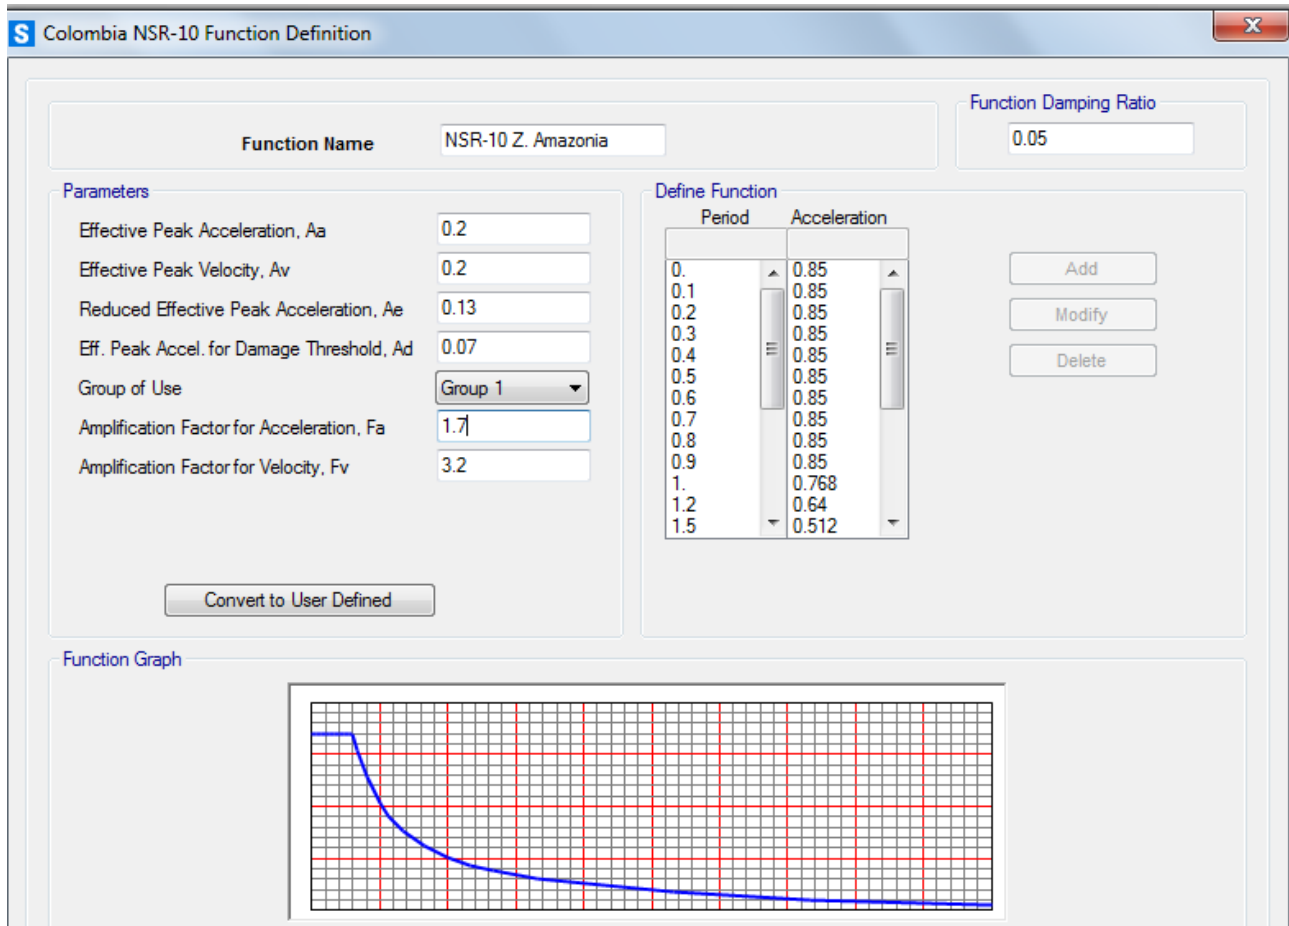 S Colombia NSR-10 Function Definition
X
Function Damping Ratio
Function Name NSR-10 Z. Amazonia
0.05
Parameters
Effective Peak Acceleration, Aa 0.2
Effective Peak Velocity, Av 0.2
Reduced Effective Peak Acceleration, Ae 0.13
Eff. Peak Accel. for Damage Threshold, Ad 0.07
Group of Use Group 1
Amplification Factor for Acceleration, Fa 1.7
Amplification Factor for Velocity, Fv 3.2
Convert to User Defined
Define Function
Period Acceleration
0. 0.85
0.1 0.85
0.2 0.85
0.3 0.85
0.4 0.85
0.5 0.85
0.6 0.85
0.7 0.85
0.8 0.85
0.9 0.85
1. 0.768
1.2 0.64
1.5 0.512
Add
Modify
Delete
Function Graph